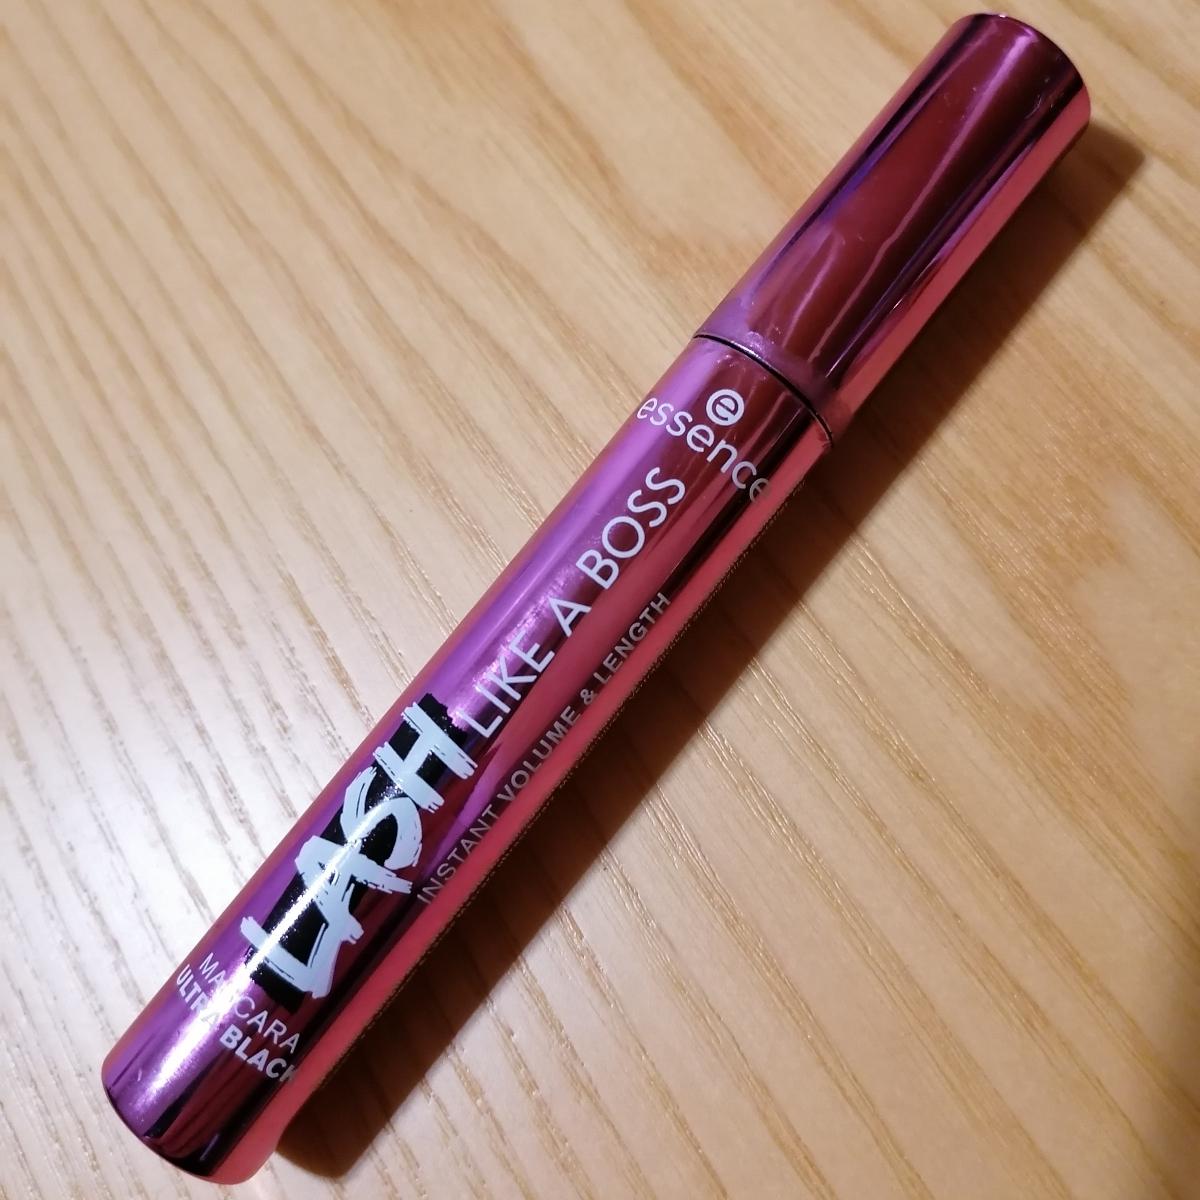 essence
LASH LIKE A BOSS
INSTANT VOLUME & LENGTH
MASCARA
ULTRA BLACK